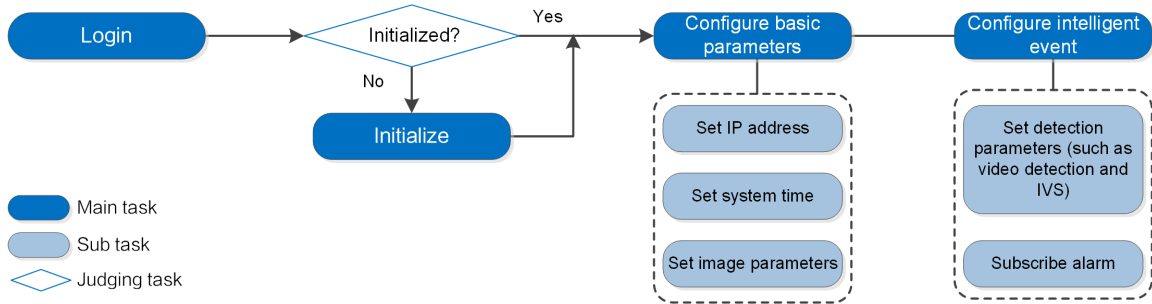 Login
Initialized?
Yes
No
Initialize
Configure basic
parameters
Set IP address
Set system time
Set image parameters
Configure intelligent
event
Set detection
parameters (such as
video detection and
IVS)
Subscribe alarm
Main task
Sub task
Judging task